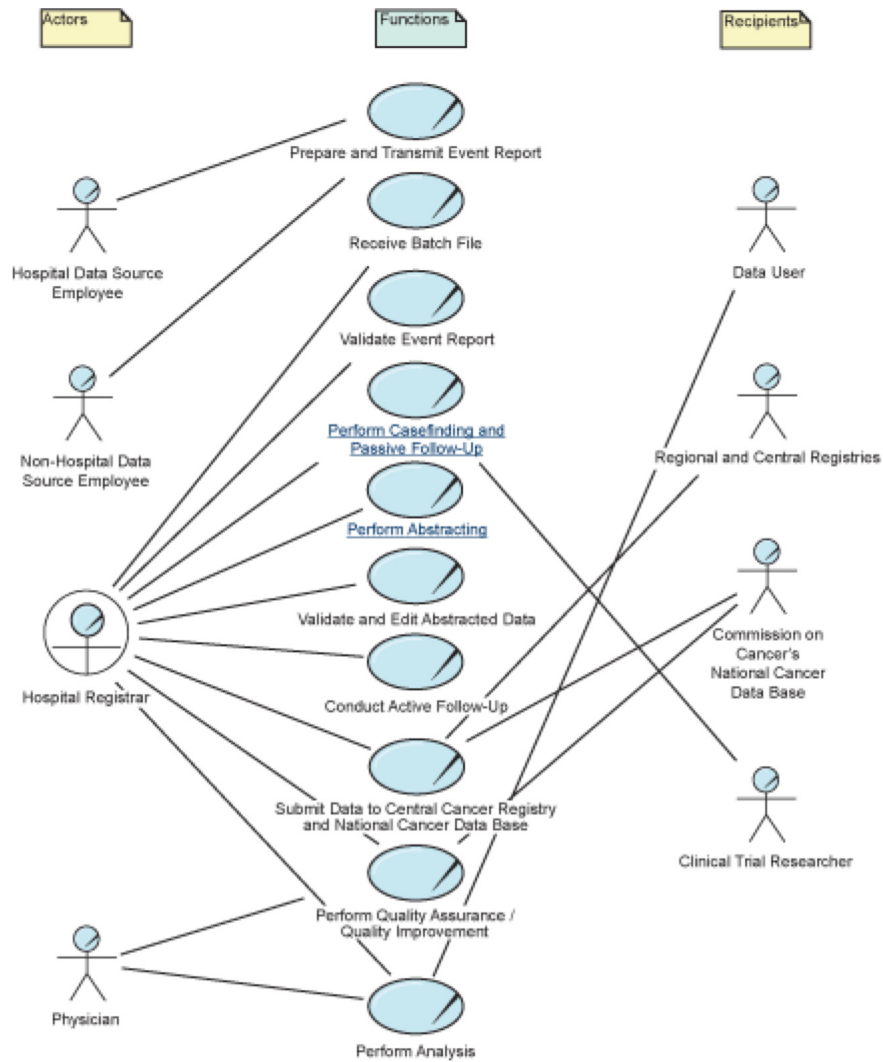 Actors
Functions
Recipients
Prepare and Transmit Event Report
Hospital Data Source
Employee
Receive Batch File
Data User
Validate Event Report
Non-Hospital Data
Source Employee
Perform Casefinding and
Passive Follow-Up
Regional and Central Registries
Perform Abstracting
Validate and Edit Abstracted Data
Commission on
Cancer's
National Cancer
Data Base
Hospital Registrar
Conduct Active Follow-Up
Submit Data to Central Cancer Registry
and National Cancer Data Base
Clinical Trial Researcher
Perform Quality Assurance /
Quality Improvement
Physician
Perform Analysis